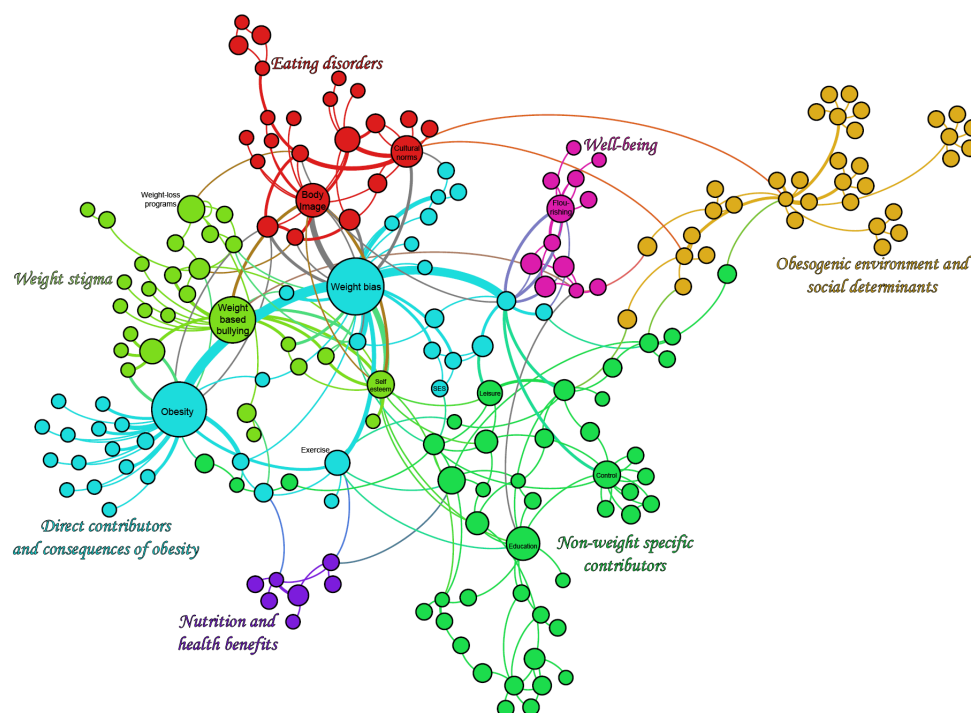 Eating disorders
Cultural
norms
Well-being
Weight-loss
programs
Body
Image
Flou-
rishing
Weight stigma
Weight bias
Obesogenic environment and
social determinants
Weight
based
bullying
Self
esteem
SES
Leisure
Obesity
Exercise
Control
Direct contributors
and consequences of obesity
Education
Non-weight specific
contributors
Nutrition and
health benefits